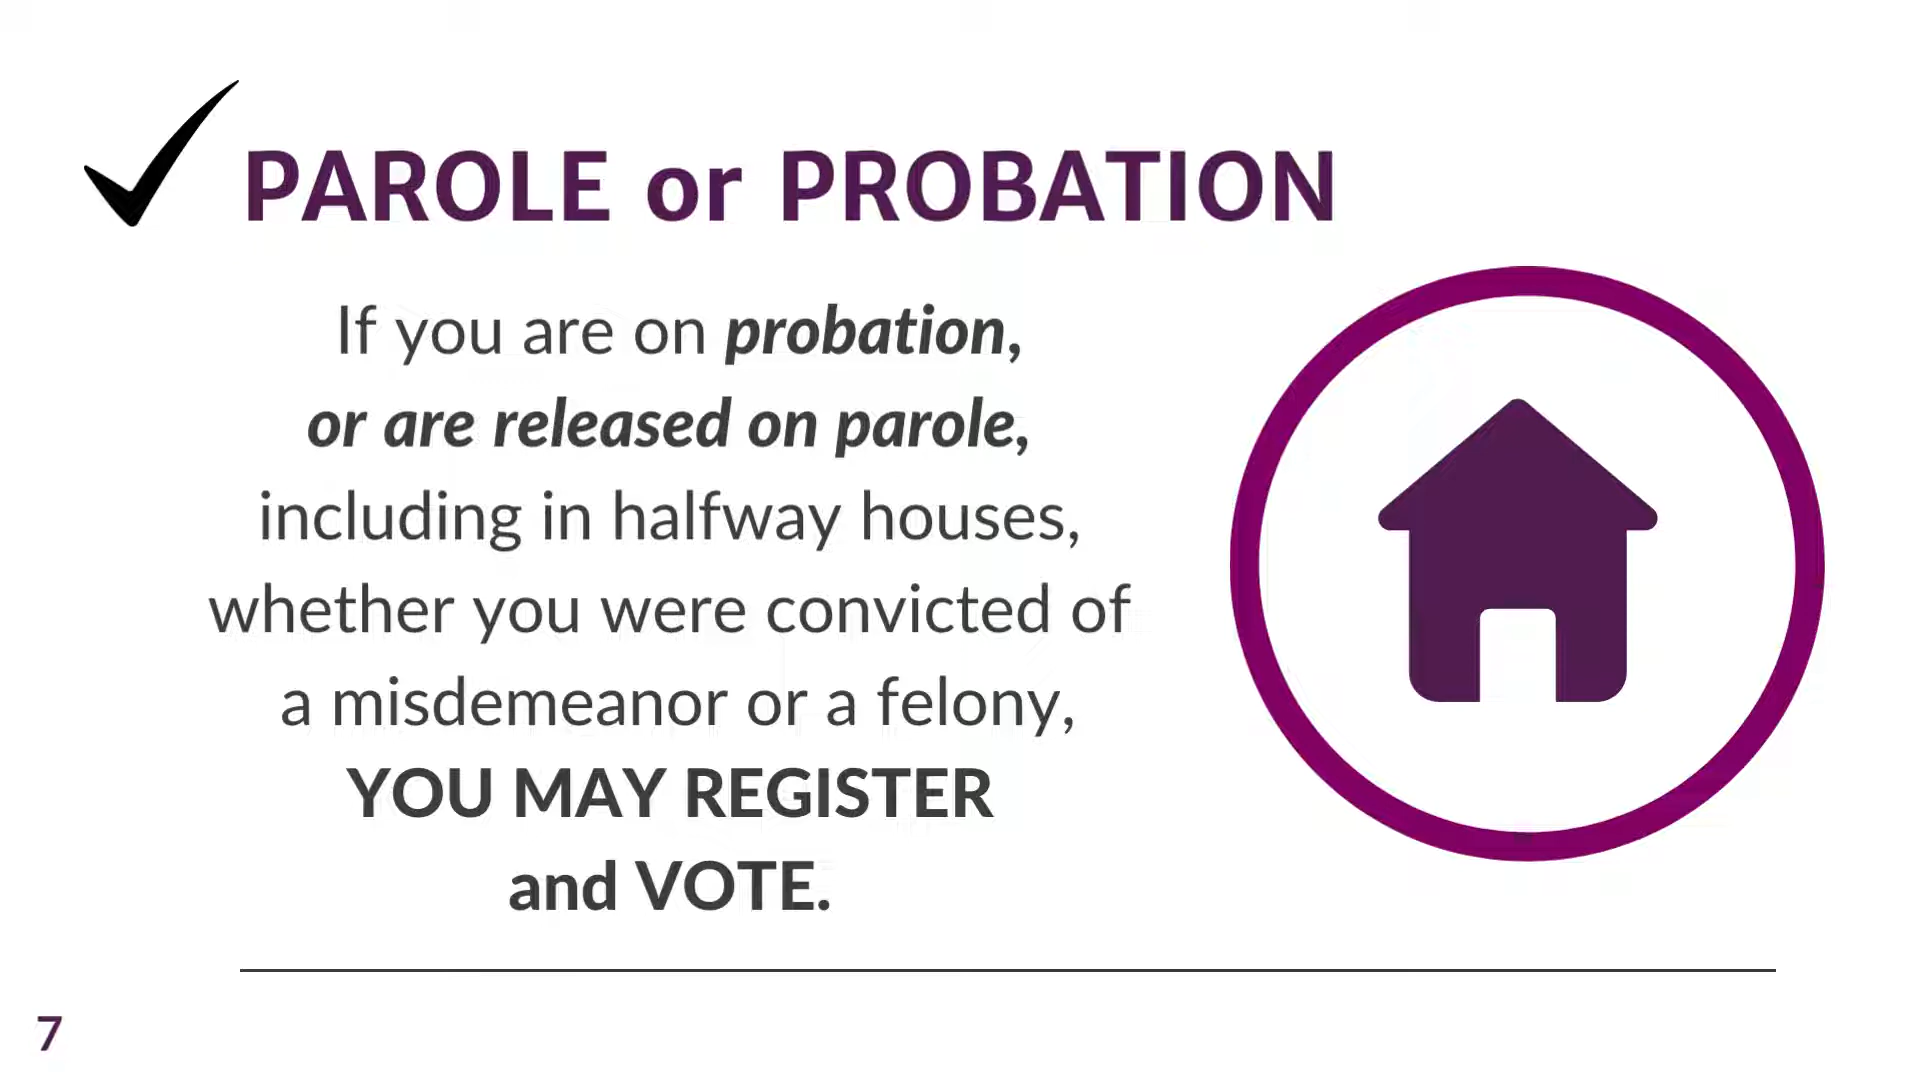 PAROLE or PROBATION
If you are on probation,
or are released on parole,
including in halfway houses,
whether you were convicted of
a misdemeanor or a felony,
YOU MAY REGISTER
and VOTE.
7